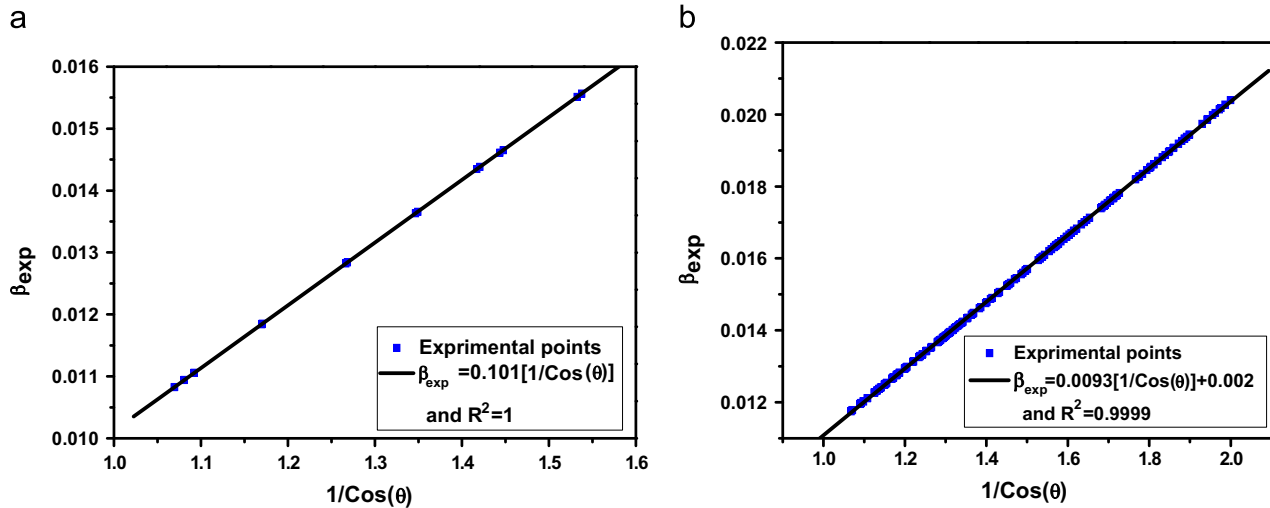 a
0.016
0.015
0.014
0.013
0.012
0.011
0.010
βexp
1.0 1.1 1.2 1.3 1.4 1.5 1.6
1/Cos(θ)
Exprimental points
βexp =0.101[1/Cos(θ)]
and R²=1
b
0.022
0.020
0.018
0.016
0.014
0.012
βexp
1.0 1.2 1.4 1.6 1.8 2.0
1/Cos(θ)
Exprimental points
βexp=0.0093[1/Cos(θ)]+0.002
and R²=0.9999